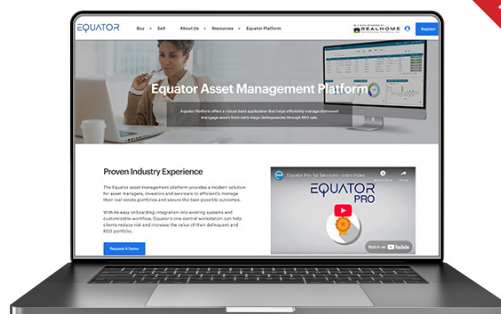 EQUATOR
Buy
Sell
About Us
Resources
Equator Platform
REALHOME
Register
Equator Asset Management Platform
Equator Platform offers a robust back application that helps efficiently manage distressed
mortgage assets from early-stage delinquencies through REO sale.
Proven Industry Experience
The Equator asset management platform provides a modern solution
for asset managers, investors and servicers to efficiently manage
their real estate portfolios and secure the best possible outcomes.
With its easy onboarding integration into existing systems and
customizable workflow, Equator's one central workstation can help
clients reduce risk and increase the value of their delinquent and
REO portfolio.
Request A Demo
Equator Pro for Servicers - Intro Video
Share
EQUATOR
PRO
Watch on YouTube